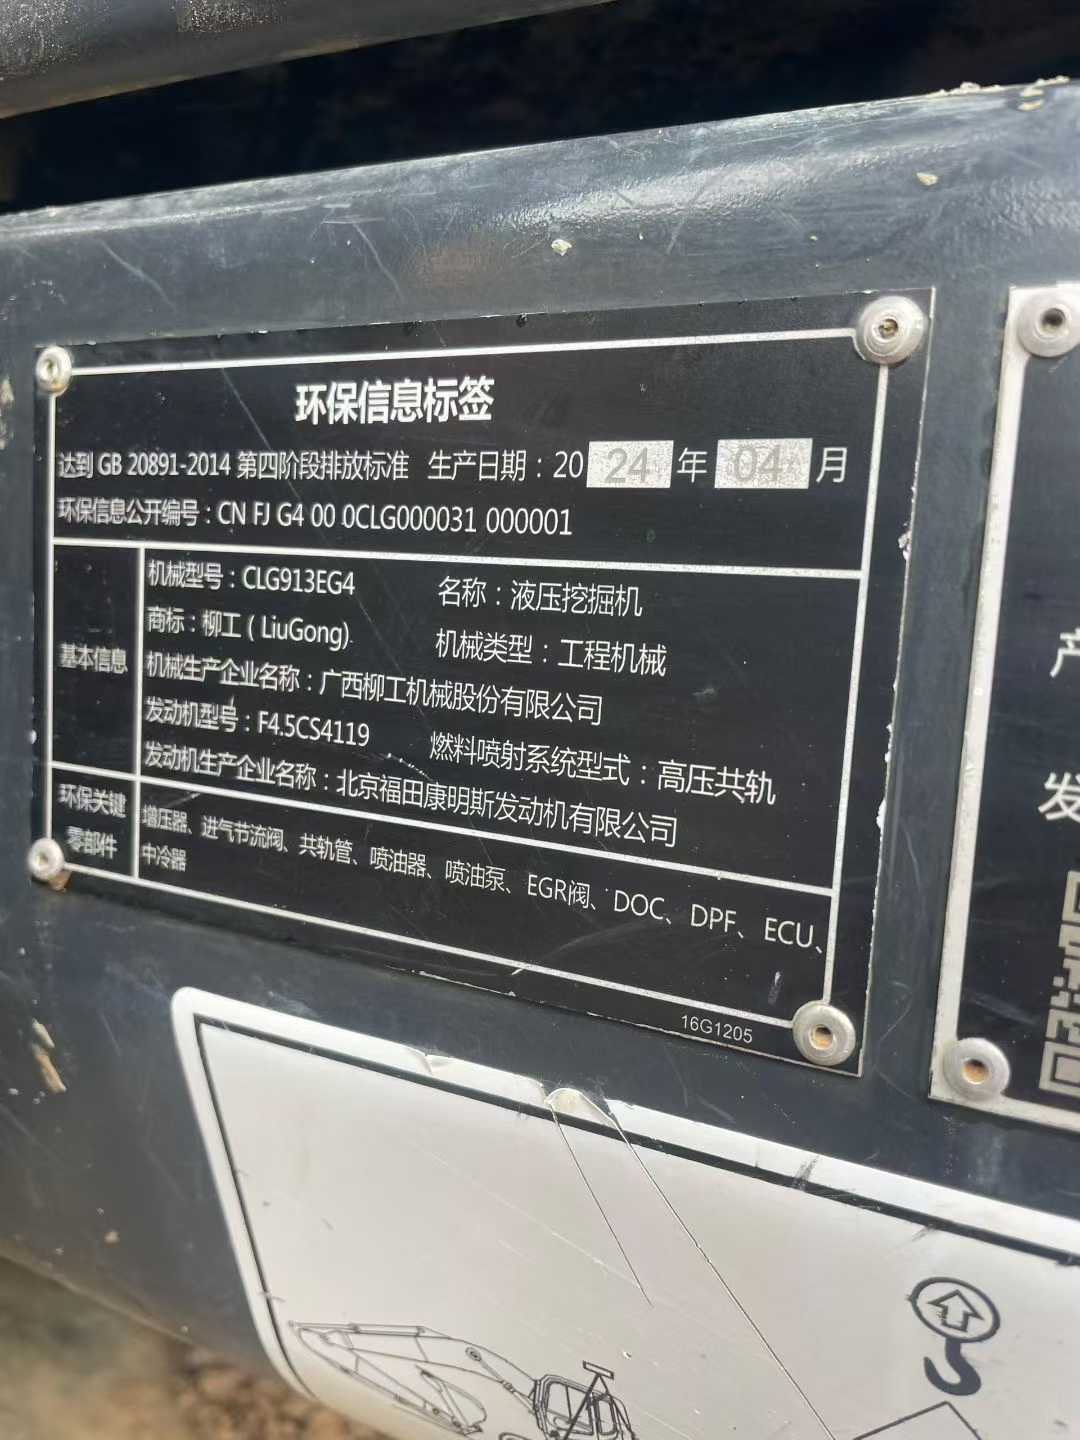 环保信息标签
达到 GB 20891-2014 第四阶段排放标准 生产日期：2024年04月
环保信息公开编号：CN FJ G4 00 0CLG000031 000001
基本信息
机械型号：CLG913EG4 名称：液压挖掘机
商标：柳工（LiuGong） 机械类型：工程机械
机械生产企业名称：广西柳工机械股份有限公司
发动机型号：F4.5CS4119 燃料喷射系统型式：高压共轨
发动机生产企业名称：北京福田康明斯发动机有限公司
环保关键
零部件
增压器、进气节流阀、共轨管、喷油器、喷油泵、EGR阀、DOC、DPF、ECU、
中冷器
16G1205
产
发